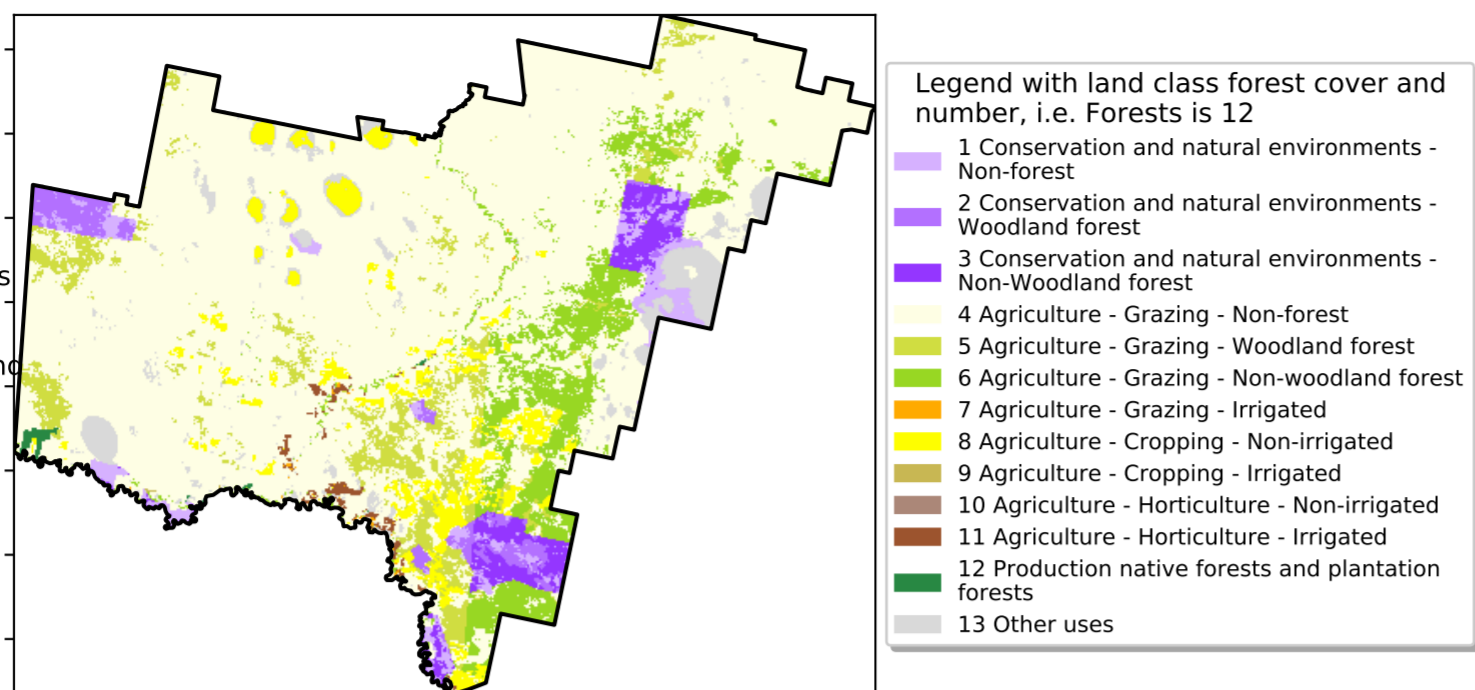 s
nd
Legend with land class forest cover and
number, i.e. Forests is 12
1 Conservation and natural environments -
Non-forest
2 Conservation and natural environments -
Woodland forest
3 Conservation and natural environments -
Non-Woodland forest
4 Agriculture - Grazing - Non-forest
5 Agriculture - Grazing - Woodland forest
6 Agriculture - Grazing - Non-woodland forest
7 Agriculture - Grazing - Irrigated
8 Agriculture - Cropping - Non-irrigated
9 Agriculture - Cropping - Irrigated
10 Agriculture - Horticulture - Non-irrigated
11 Agriculture - Horticulture - Irrigated
12 Production native forests and plantation
forests
13 Other uses